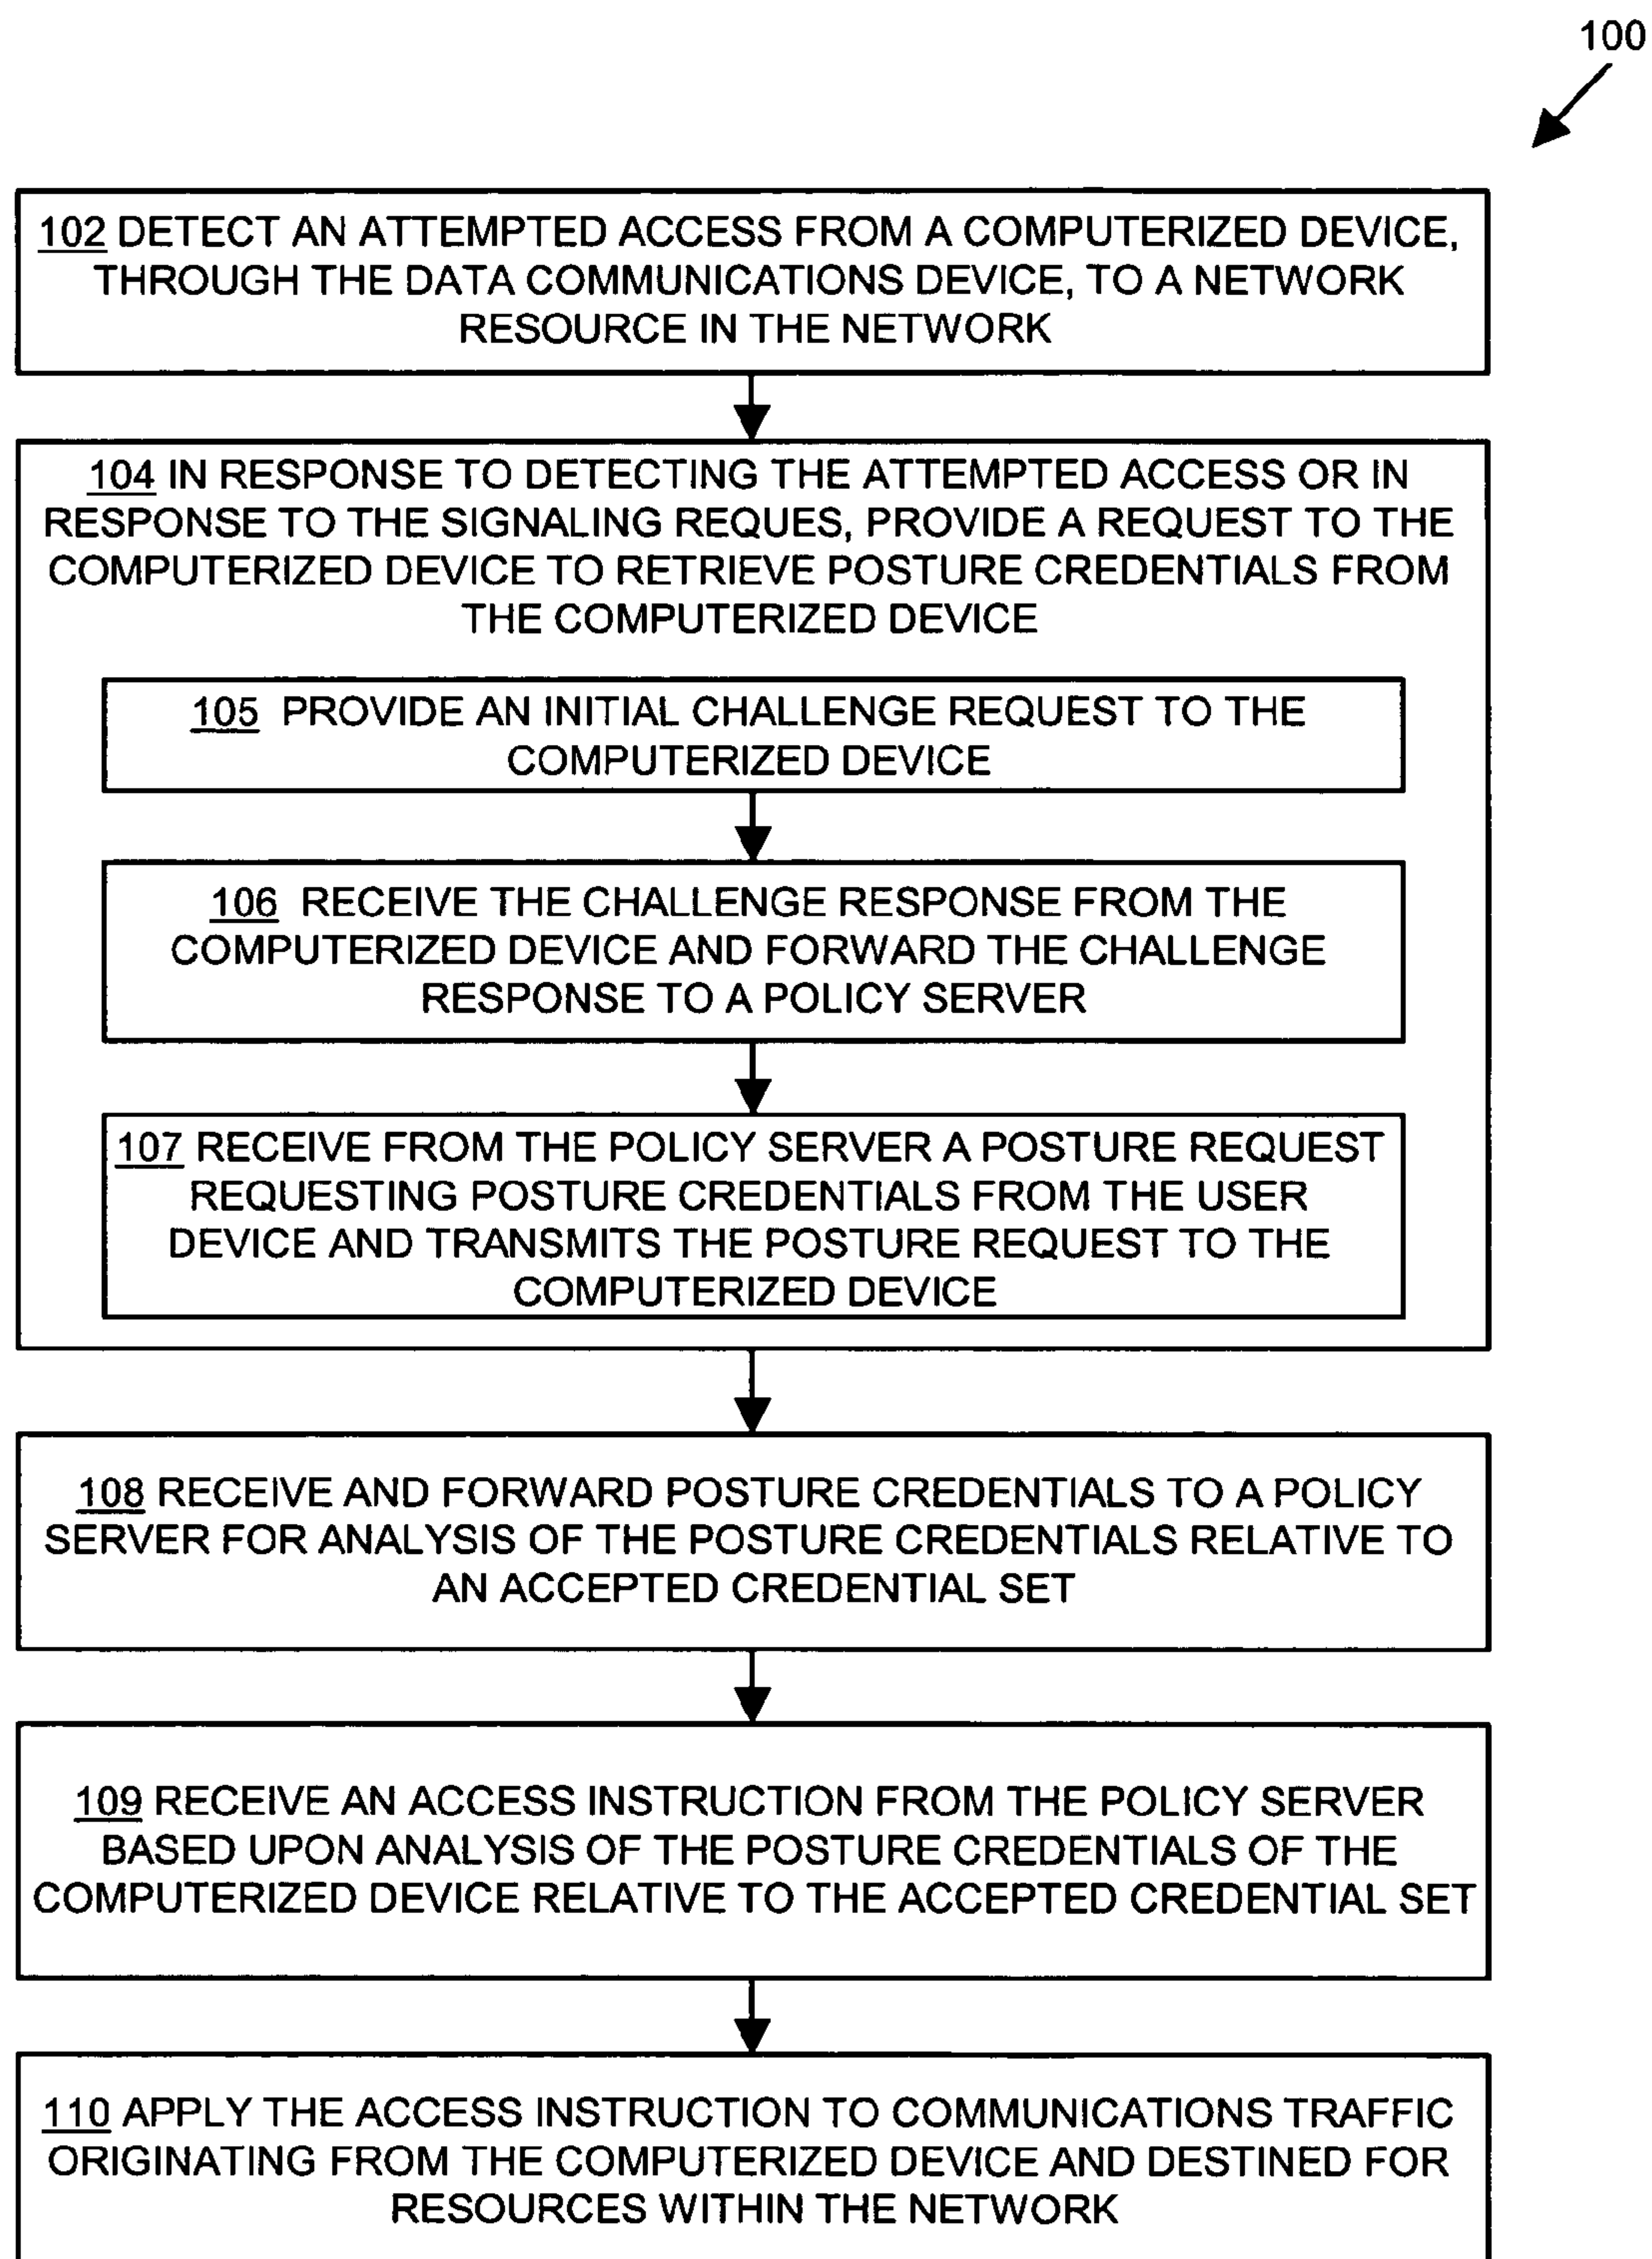 100
102 DETECT AN ATTEMPTED ACCESS FROM A COMPUTERIZED DEVICE,
THROUGH THE DATA COMMUNICATIONS DEVICE, TO A NETWORK
RESOURCE IN THE NETWORK
104 IN RESPONSE TO DETECTING THE ATTEMPTED ACCESS OR IN
RESPONSE TO THE SIGNALING REQUES, PROVIDE A REQUEST TO THE
COMPUTERIZED DEVICE TO RETRIEVE POSTURE CREDENTIALS FROM
THE COMPUTERIZED DEVICE
105 PROVIDE AN INITIAL CHALLENGE REQUEST TO THE
COMPUTERIZED DEVICE
106 RECEIVE THE CHALLENGE RESPONSE FROM THE
COMPUTERIZED DEVICE AND FORWARD THE CHALLENGE
RESPONSE TO A POLICY SERVER
107 RECEIVE FROM THE POLICY SERVER A POSTURE REQUEST
REQUESTING POSTURE CREDENTIALS FROM THE USER
DEVICE AND TRANSMITS THE POSTURE REQUEST TO THE
COMPUTERIZED DEVICE
108 RECEIVE AND FORWARD POSTURE CREDENTIALS TO A POLICY
SERVER FOR ANALYSIS OF THE POSTURE CREDENTIALS RELATIVE TO
AN ACCEPTED CREDENTIAL SET
109 RECEIVE AN ACCESS INSTRUCTION FROM THE POLICY SERVER
BASED UPON ANALYSIS OF THE POSTURE CREDENTIALS OF THE
COMPUTERIZED DEVICE RELATIVE TO THE ACCEPTED CREDENTIAL SET
110 APPLY THE ACCESS INSTRUCTION TO COMMUNICATIONS TRAFFIC
ORIGINATING FROM THE COMPUTERIZED DEVICE AND DESTINED FOR
RESOURCES WITHIN THE NETWORK